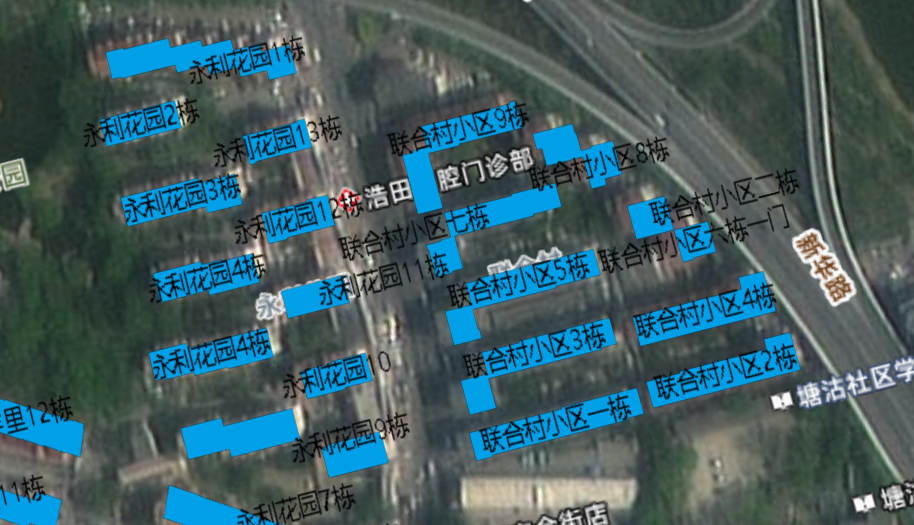 永利花园1栋
永利花园2栋
联合村小区9栋
永利花园13栋
联合村小区8栋
腔门诊部
浩田
园
永利花园3栋
联合村小区二栋
永利花园12栋
联合村小区七栋
联合村小区六栋一门
新华路
永利花园4栋
永利花园11栋
联合村小区5栋
永
联合村小区4栋
联合村小区3栋
永利花园4栋
联合村小区2栋
永利花园10
塘沽社区学
里12栋
联合村小区一栋
永利花园9栋
11栋
永利花园7栋
塘沽
街店